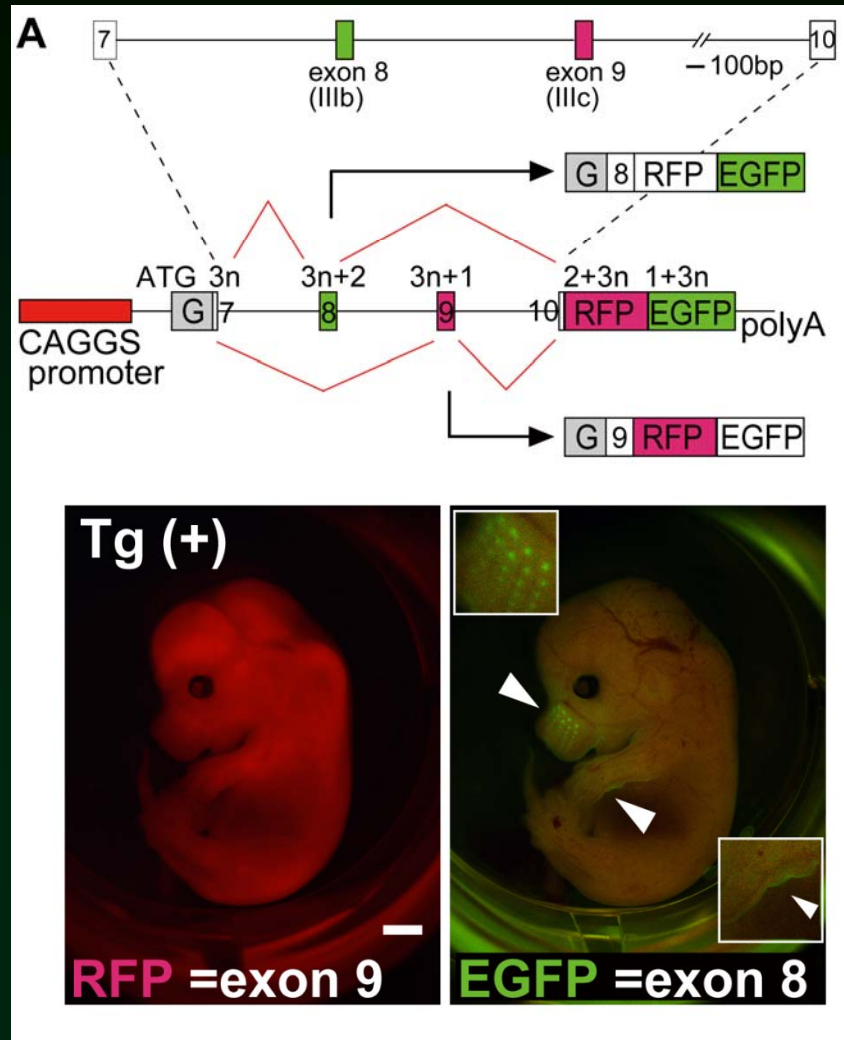 A
7
10
exon 8
(IIIb)
exon 9
(IIIc)
100bp
G 8 RFP EGFP
ATG 3n 3n+2 3n+1 2+3n 1+3n
G 7 8 9 10 RFP EGFP
polyA
CAGGS
promoter
G 9 RFP EGFP
Tg (+)
RFP =exon 9
EGFP =exon 8